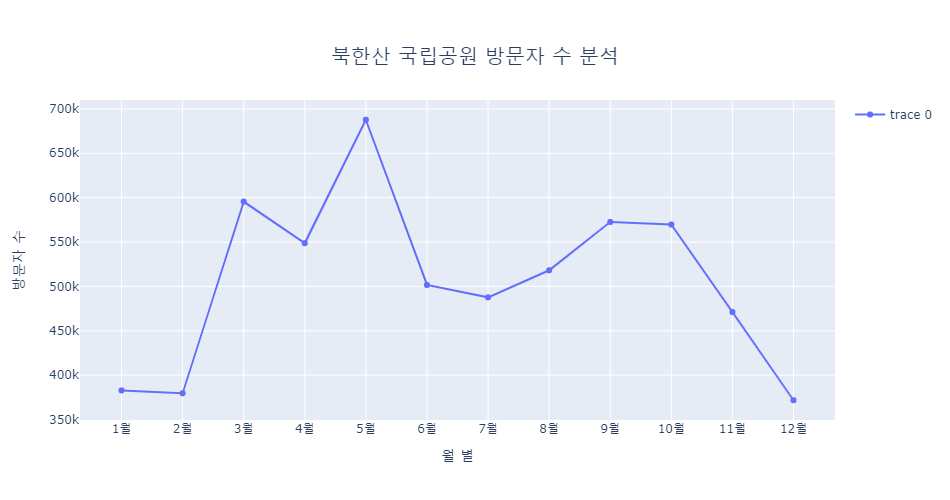 북한산 국립공원 방문자 수 분석
trace 0
방문자 수
700k
650k
600k
550k
500k
450k
400k
350k
1월 2월 3월 4월 5월 6월 7월 8월 9월 10월 11월 12월
월 별